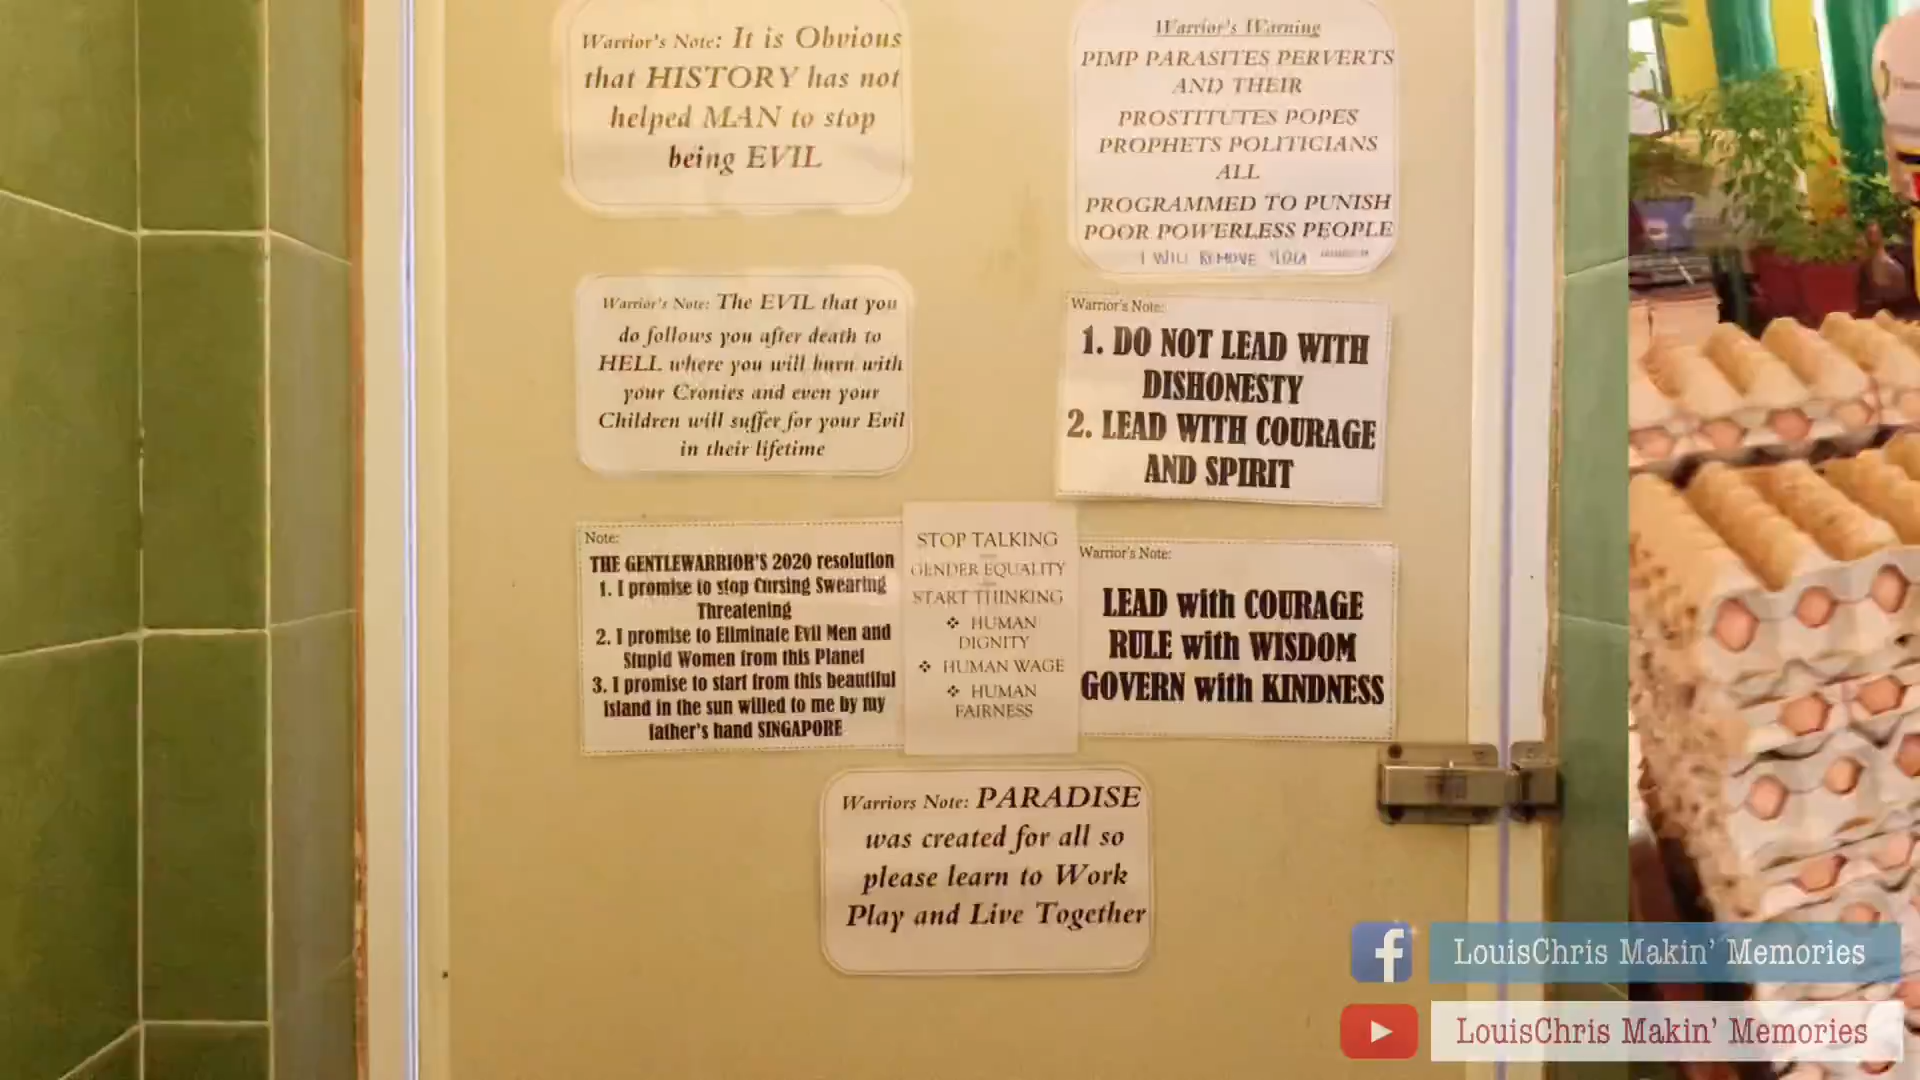 Warrior's Note: It is Obvious
that HISTORY has not
helped MAN to stop
being EVIL
Warrior's Warning
PIMP PARASITES PERVERTS
AND THEIR
PROSTITUTES POPES
PROPHETS POLITICIANS
ALL
PROGRAMMED TO PUNISH
POOR POWERLESS PEOPLE
I WILL REMOVE YOU
Warrior's Note: The EVIL that you
do follows you after death to
HELL where you will burn with
your Cronies and even your
Children will suffer for your Evil
in their lifetime
Warrior's Note:
1. DO NOT LEAD WITH
DISHONESTY
2. LEAD WITH COURAGE
AND SPIRIT
Note:
THE GENTLEWARRIOR'S 2020 resolution
1. I promise to stop Cursing Swearing
Threatening
2. I promise to Eliminate Evil Men and
Stupid Women from this Planet
3. I promise to start from this beautiful
Island in the sun willed to me by my
father's hand SINGAPORE
STOP TALKING
GENDER EQUALITY
START THINKING
❖ HUMAN
DIGNITY
❖ HUMAN WAGE
❖ HUMAN
FAIRNESS
Warrior's Note:
LEAD with COURAGE
RULE with WISDOM
GOVERN with KINDNESS
Warriors Note: PARADISE
was created for all so
please learn to Work
Play and Live Together
LouisChris Makin' Memories
LouisChris Makin' Memories